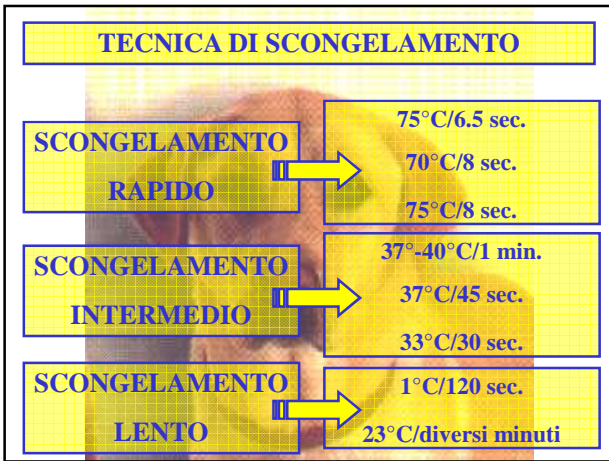 TECNICA DI SCONGELAMENTO
SCONGELAMENTO
RAPIDO
75°C/6.5 sec.
70°C/8 sec.
75°C/8 sec.
SCONGELAMENTO
INTERMEDIO
37°-40°C/1 min.
37°C/45 sec.
33°C/30 sec.
SCONGELAMENTO
LENTO
1°C/120 sec.
23°C/diversi minuti